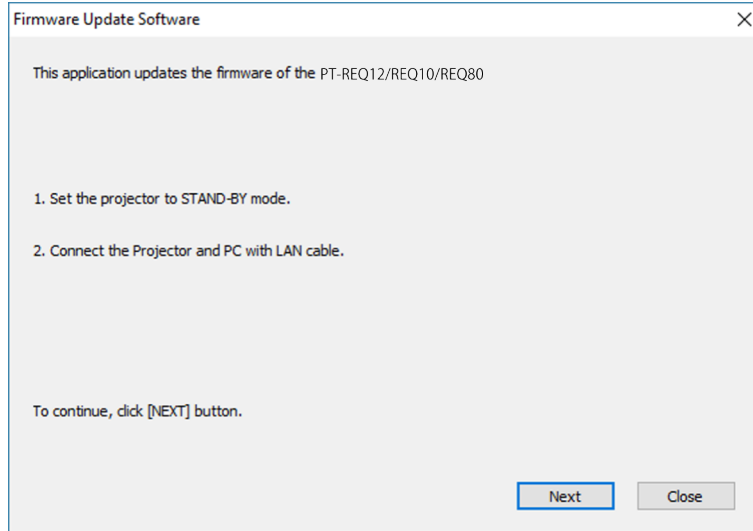 Firmware Update Software
This application updates the firmware of the PT-REQ12/REQ10/REQ80
1. Set the projector to STAND-BY mode.
2. Connect the Projector and PC with LAN cable.
To continue, click [NEXT] button.
Next
Close